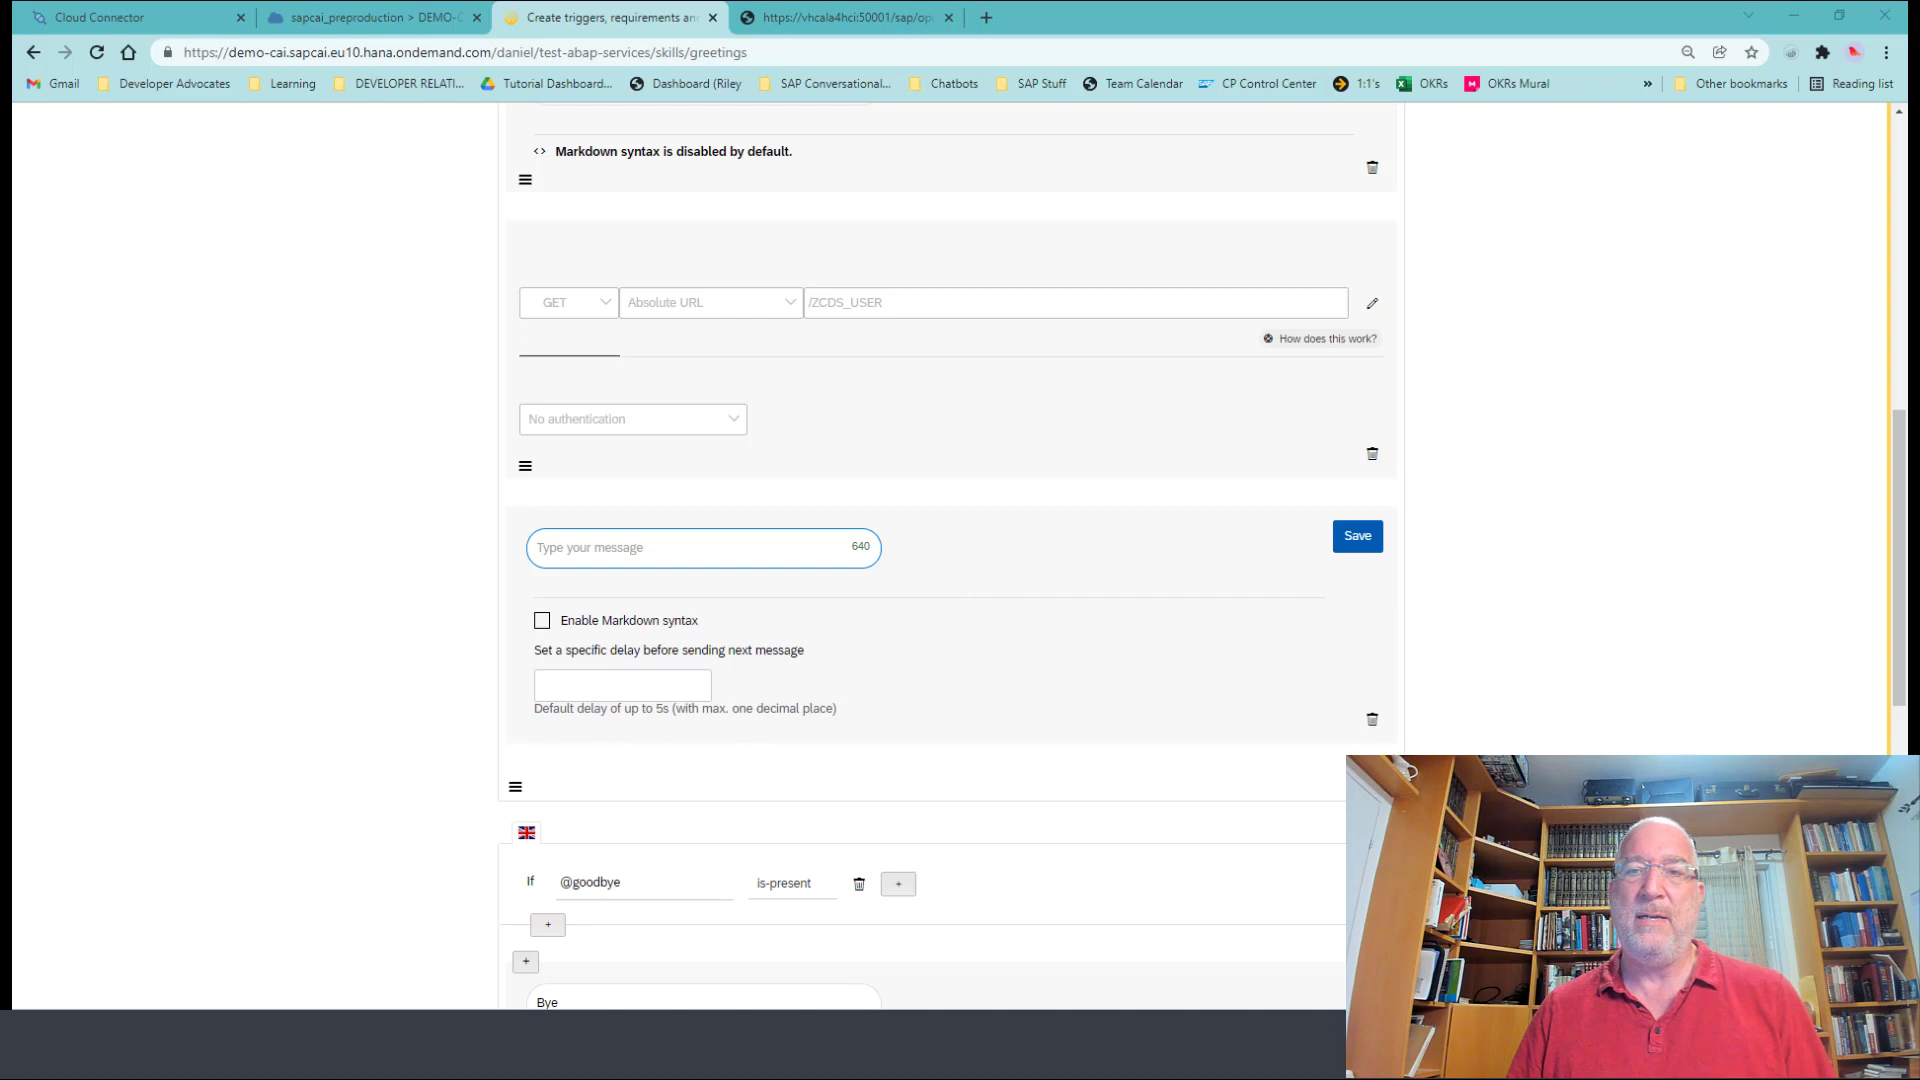 Cloud Connector
sapcai_preproduction > DEMO-C
Create triggers, requirements an
https://vhcala4hci:50001/sap/opu
https://demo-cai.sapcai.eu10.hana.ondemand.com/daniel/test-abap-services/skills/greetings
Gmail
Developer Advocates
Learning
DEVELOPER RELATI...
Tutorial Dashboard...
Dashboard (Riley
SAP Conversational...
Chatbots
SAP Stuff
Team Calendar
CP Control Center
1:1's
OKRs
OKRs Mural
»
Other bookmarks
Reading list
<> Markdown syntax is disabled by default.
GET
Absolute URL
/ZCDS_USER
How does this work?
No authentication
Type your message
640
Save
Enable Markdown syntax
Set a specific delay before sending next message
Default delay of up to 5s (with max. one decimal place)
If
@goodbye
is-present
+
+
+
Bye